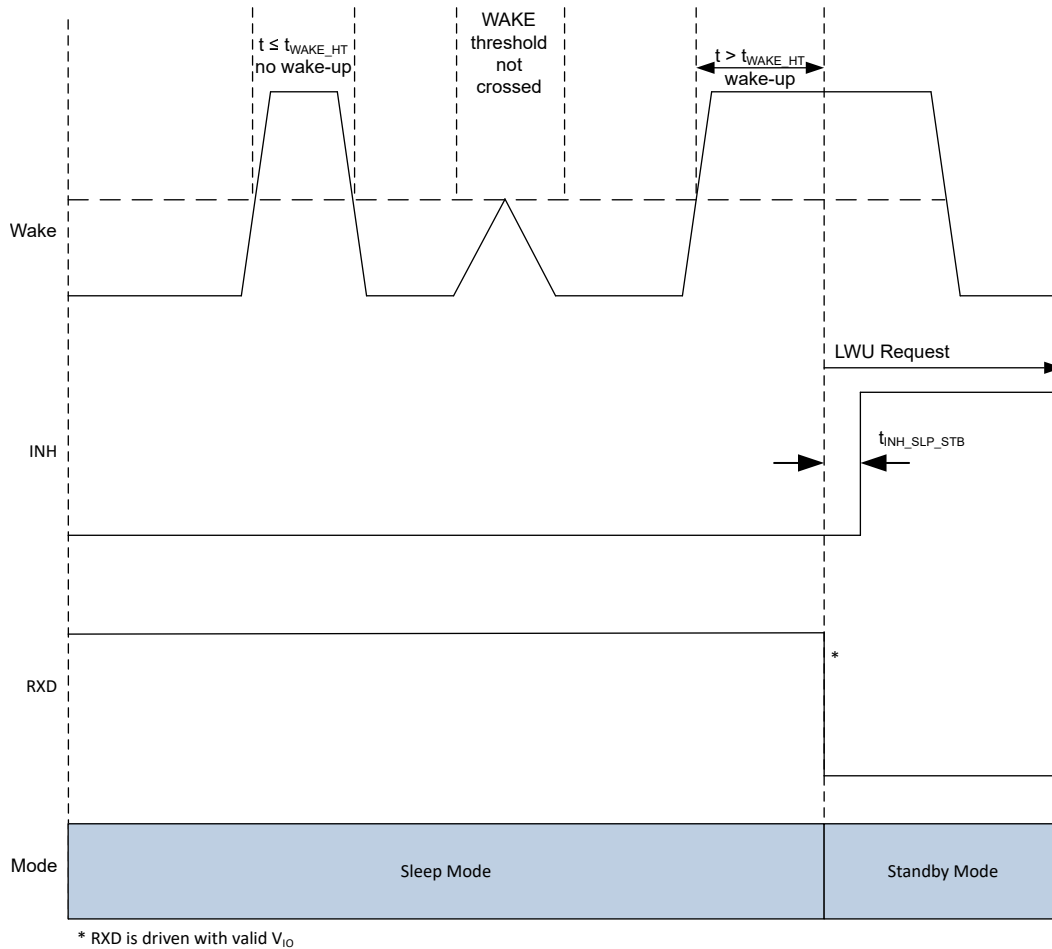 t ≤ tWAKE_HT
no wake-up
WAKE
threshold
not
crossed
t > tWAKE_HT
wake-up
Wake
LWU Request
INH
tINH_SLP_STB
*
RXD
Mode
Sleep Mode
Standby Mode
* RXD is driven with valid VIO